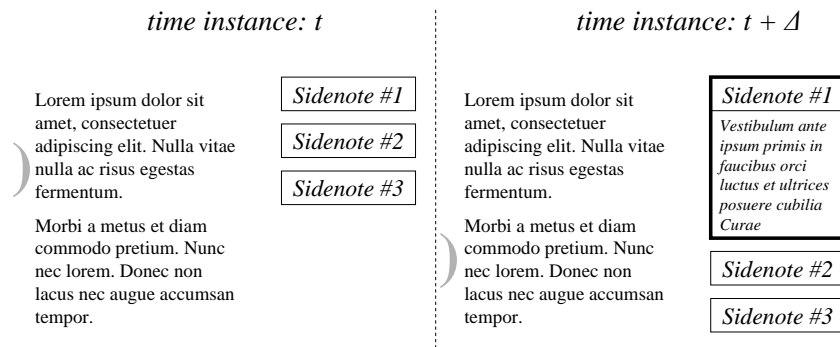 time instance: t
Lorem ipsum dolor sit
amet, consectetuer
adipiscing elit. Nulla vitae
nulla ac risus egestas
fermentum.
Morbi a metus et diam
commodo pretium. Nunc
nec lorem. Donec non
lacus nec augue accumsan
tempor.
Sidenote #1
Sidenote #2
Sidenote #3
time instance: t + Δ
Lorem ipsum dolor sit
amet, consectetuer
adipiscing elit. Nulla vitae
nulla ac risus egestas
fermentum.
Morbi a metus et diam
commodo pretium. Nunc
nec lorem. Donec non
lacus nec augue accumsan
tempor.
Sidenote #1
Vestibulum ante
ipsum primis in
faucibus orci
luctus et ultrices
posuere cubilia
Curae
Sidenote #2
Sidenote #3